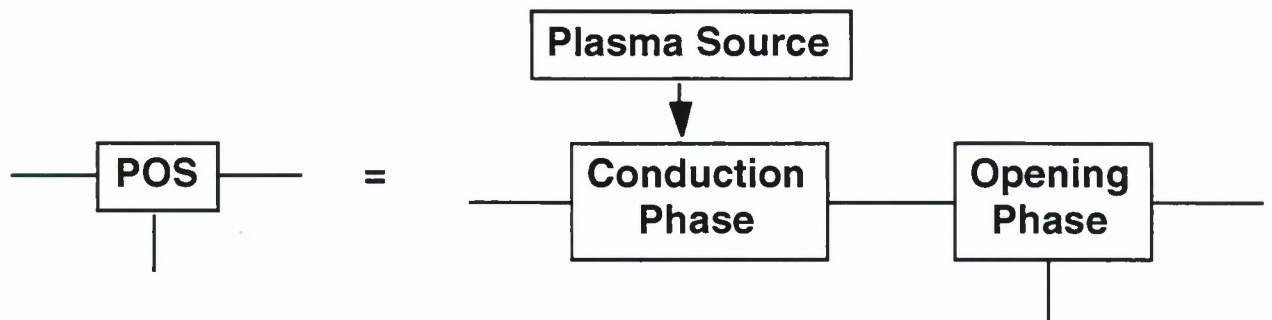 Plasma Source
POS
=
Conduction
Phase
Opening
Phase